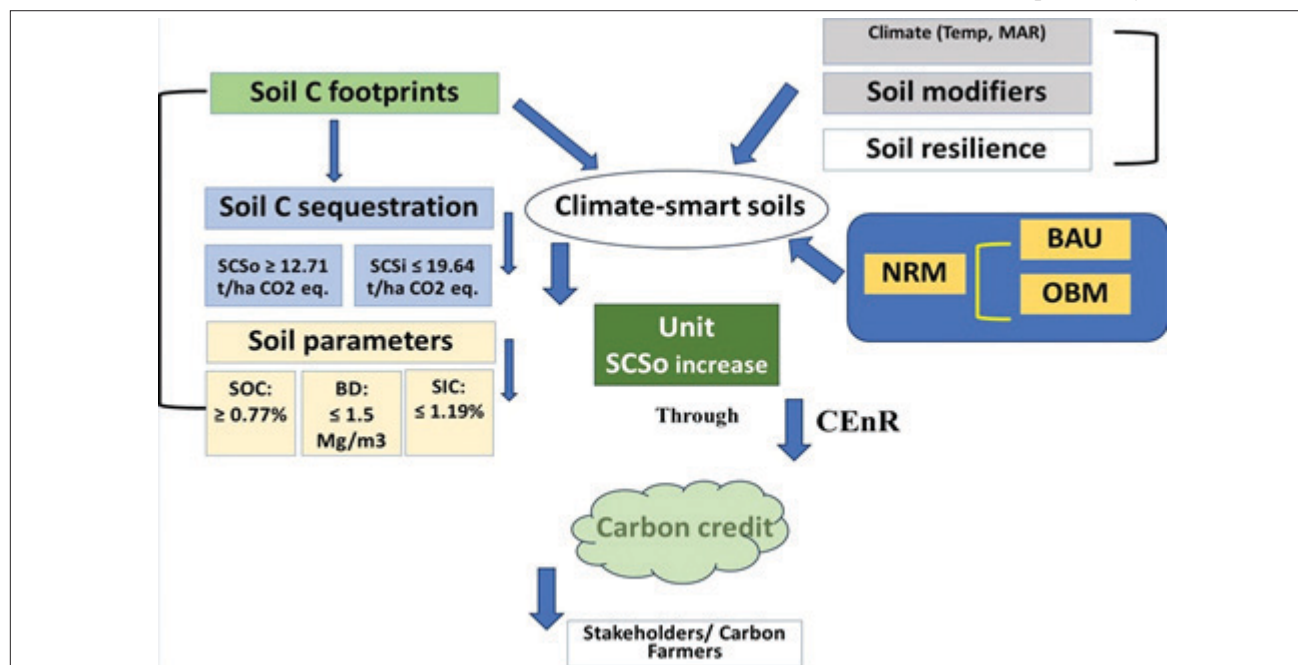 Climate (Temp, MAR)
Soil C footprints
Soil modifiers
Soil resilience
Soil C sequestration
Climate-smart soils
SCSo ≥ 12.71
t/ha CO2 eq.
SCSi ≤ 19.64
t/ha CO2 eq.
NRM
BAU
OBM
Soil parameters
SOC:
≥ 0.77%
BD:
≤ 1.5
Mg/m3
SIC:
≤ 1.19%
Unit
SCSo increase
Through
CEnR
Carbon credit
Stakeholders/ Carbon
Farmers